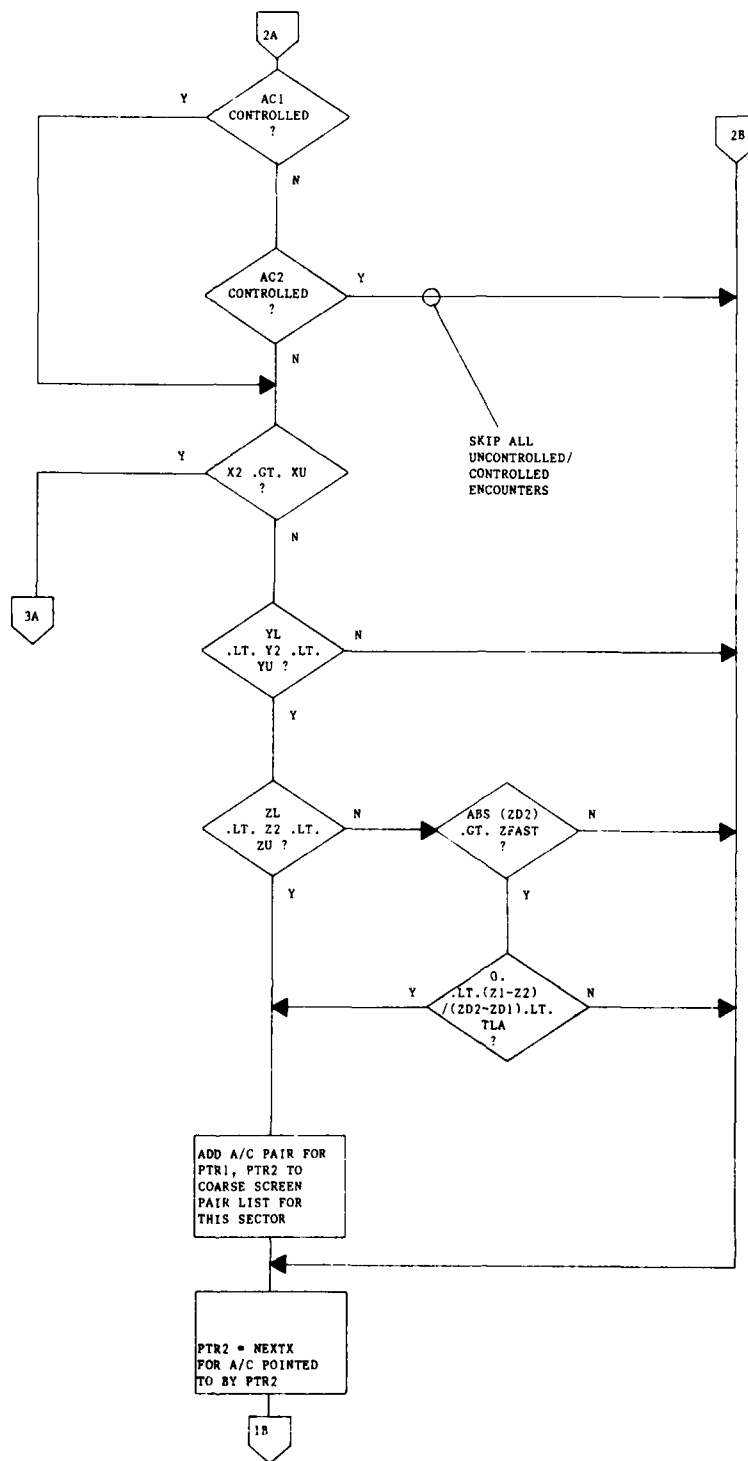 2A
Y
AC1
CONTROLLED
?
2B
N
AC2
CONTROLLED
?
Y
N
SKIP ALL
UNCONTROLLED/
CONTROLLED
ENCOUNTERS
Y
X2 .GT. XU
?
N
3A
YL
.LT. Y2 .LT.
YU ?
N
Y
ZL
.LT. Z2 .LT.
ZU ?
N
ABS (ZD2)
.GT. ZFAST
?
N
Y
Y
Y
0.
.LT.(Z1-Z2)
/(ZD2-ZD1).LT.
TLA
?
N
ADD A/C PAIR FOR
PTR1, PTR2 TO
COARSE SCREEN
PAIR LIST FOR
THIS SECTOR
PTR2 = NEXTX
FOR A/C POINTED
TO BY PTR2
1B